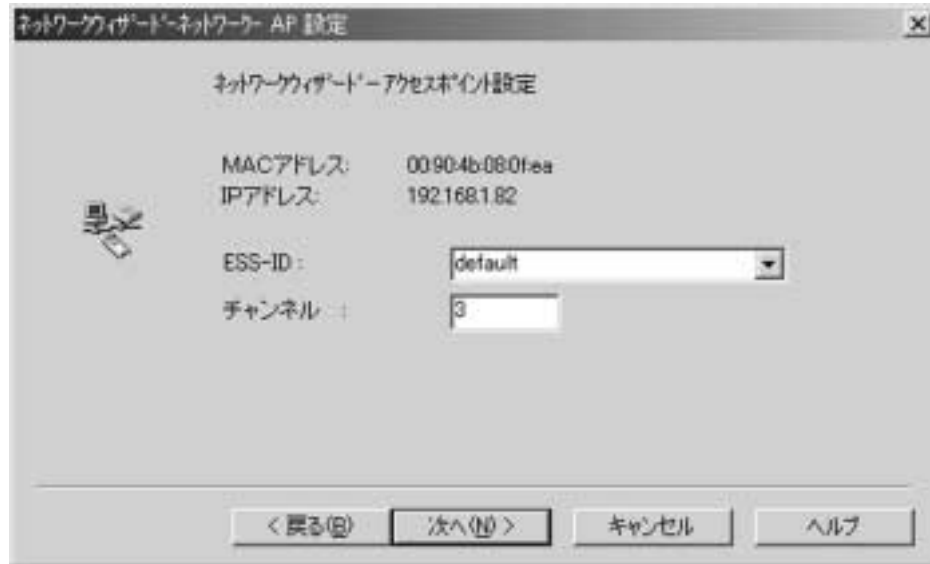 ネットワークウィザード-ネットワーク- AP 設定
ネットワークウィザード－アクセスポイント設定
MACアドレス: 00:90:4b:08:0f:ea
IPアドレス: 192.168.1.82
ESS-ID : default
チャンネル : 3
< 戻る(B) 次へ(N) > キャンセル ヘルプ